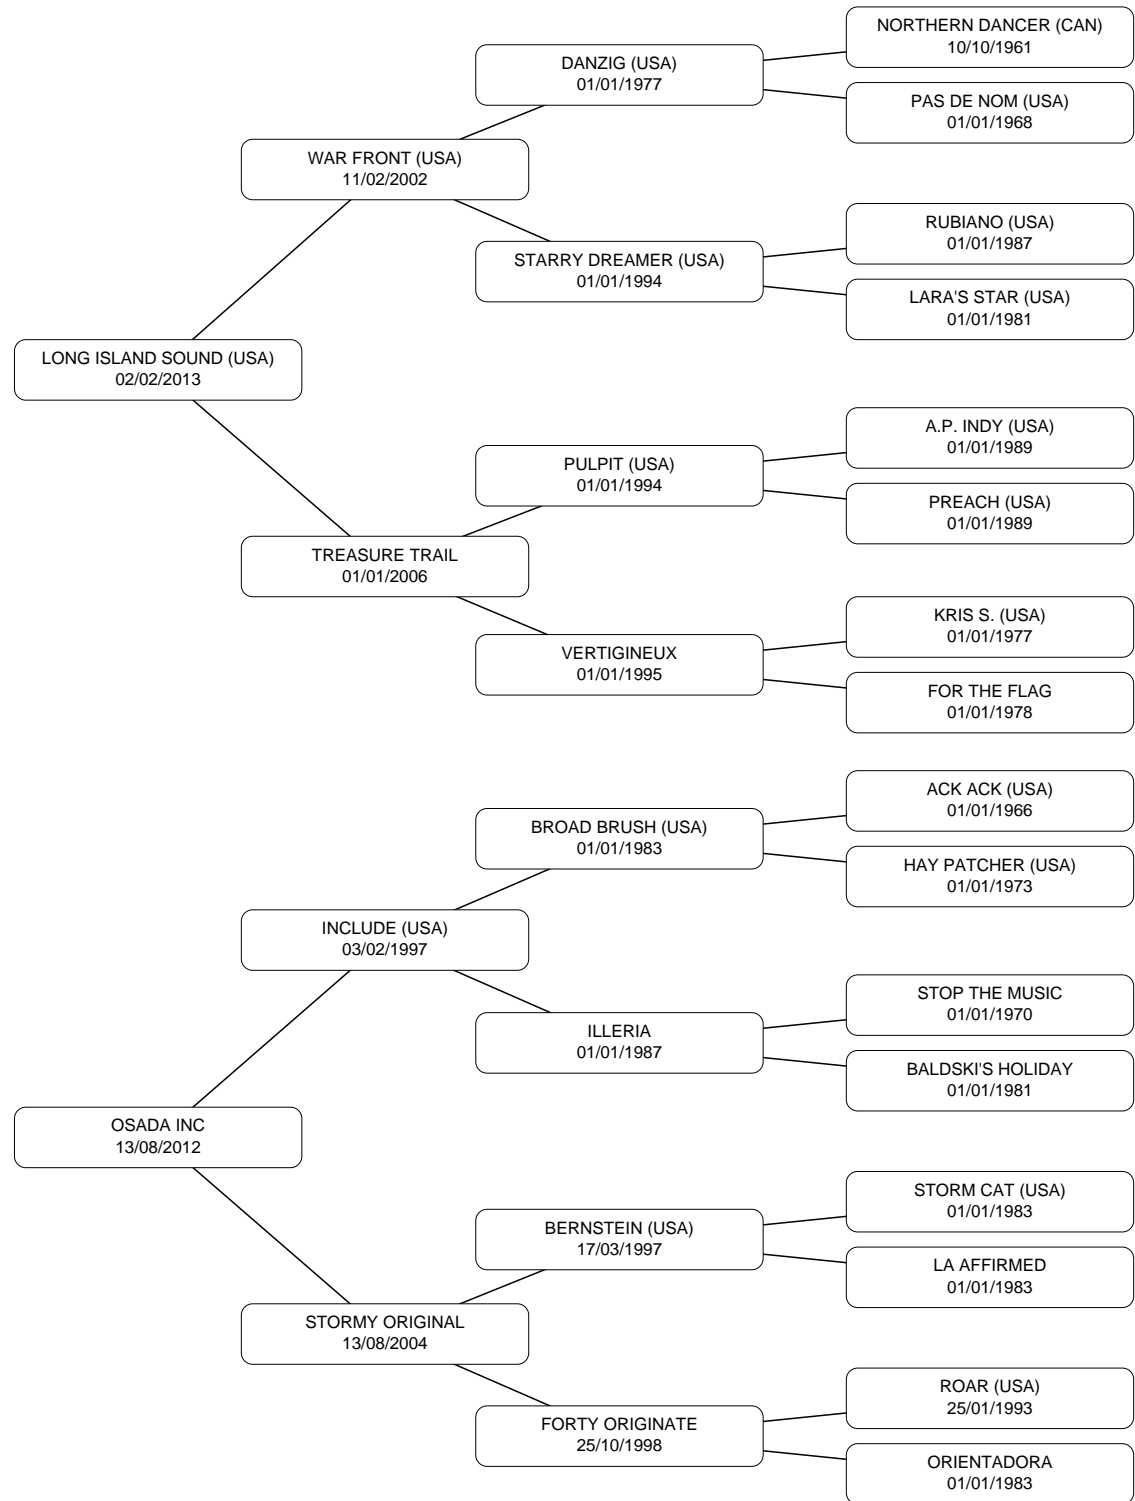 NORTHERN DANCER (CAN)
10/10/1961
DANZIG (USA)
01/01/1977
PAS DE NOM (USA)
01/01/1968
WAR FRONT (USA)
11/02/2002
RUBIANO (USA)
01/01/1987
STARRY DREAMER (USA)
01/01/1994
LARA'S STAR (USA)
01/01/1981
LONG ISLAND SOUND (USA)
02/02/2013
A.P. INDY (USA)
01/01/1989
PULPIT (USA)
01/01/1994
PREACH (USA)
01/01/1989
TREASURE TRAIL
01/01/2006
KRIS S. (USA)
01/01/1977
VERTIGINEUX
01/01/1995
FOR THE FLAG
01/01/1978
ACK ACK (USA)
01/01/1966
BROAD BRUSH (USA)
01/01/1983
HAY PATCHER (USA)
01/01/1973
INCLUDE (USA)
03/02/1997
STOP THE MUSIC
01/01/1970
ILLERIA
01/01/1987
BALDSKI'S HOLIDAY
01/01/1981
OSADA INC
13/08/2012
STORM CAT (USA)
01/01/1983
BERNSTEIN (USA)
17/03/1997
LA AFFIRMED
01/01/1983
STORMY ORIGINAL
13/08/2004
ROAR (USA)
25/01/1993
FORTY ORIGINATE
25/10/1998
ORIENTADORA
01/01/1983